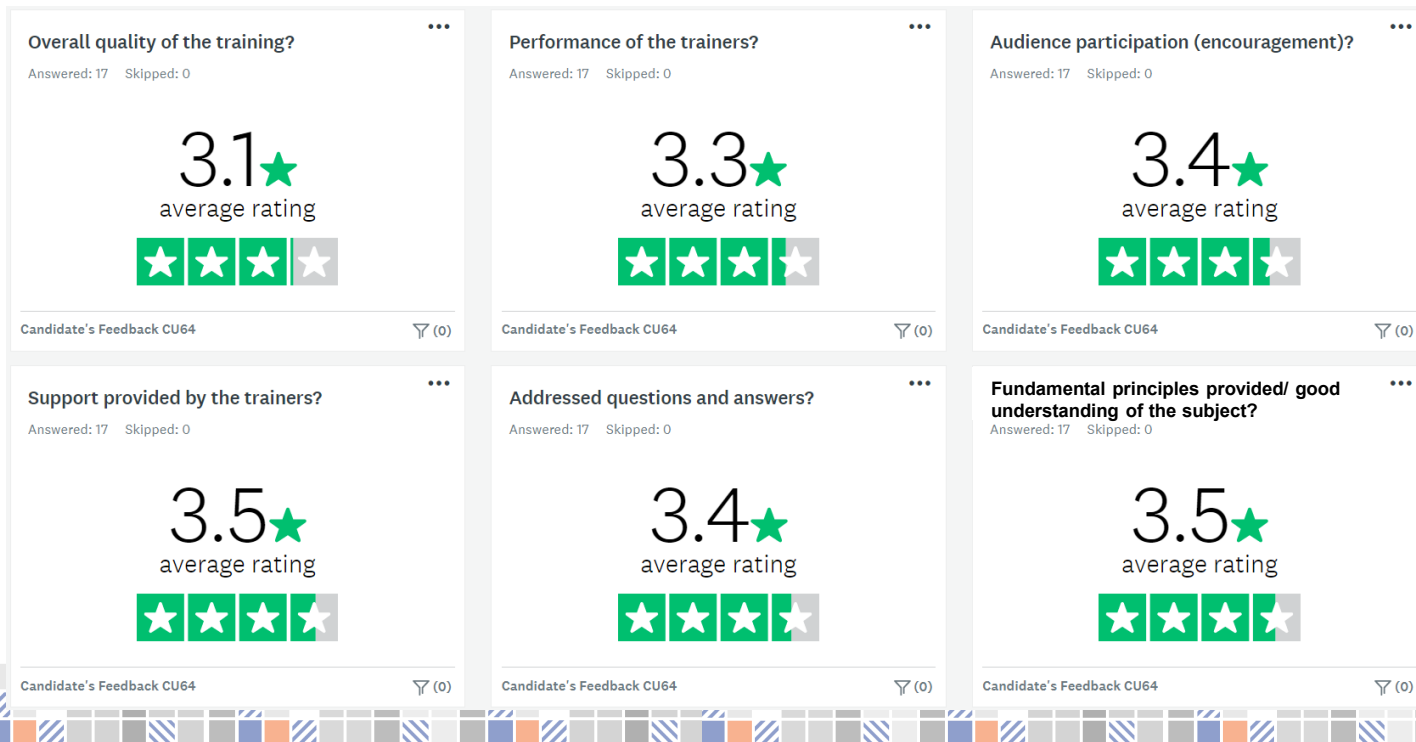 Overall quality of the training?
Answered: 17 Skipped: 0
3.1
average rating
Candidate's Feedback CU64
(0)
Performance of the trainers?
Answered: 17 Skipped: 0
3.3
average rating
Candidate's Feedback CU64
(0)
Audience participation (encouragement)?
Answered: 17 Skipped: 0
3.4
average rating
Candidate's Feedback CU64
(0)
Support provided by the trainers?
Answered: 17 Skipped: 0
3.5
average rating
Candidate's Feedback CU64
(0)
Addressed questions and answers?
Answered: 17 Skipped: 0
3.4
average rating
Candidate's Feedback CU64
(0)
Fundamental principles provided/ good
understanding of the subject?
Answered: 17 Skipped: 0
3.5
average rating
Candidate's Feedback CU64
(0)